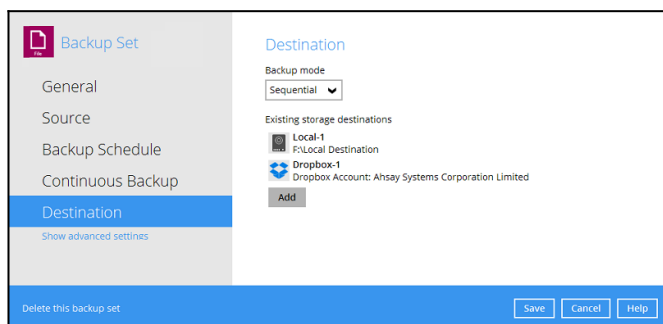 File
Backup Set
General
Source
Backup Schedule
Continuous Backup
Destination
Show advanced settings
Destination
Backup mode
Sequential
Existing storage destinations
Local-1
F:\Local Destination
Dropbox-1
Dropbox Account: Ahsay Systems Corporation Limited
Add
Delete this backup set
Save
Cancel
Help